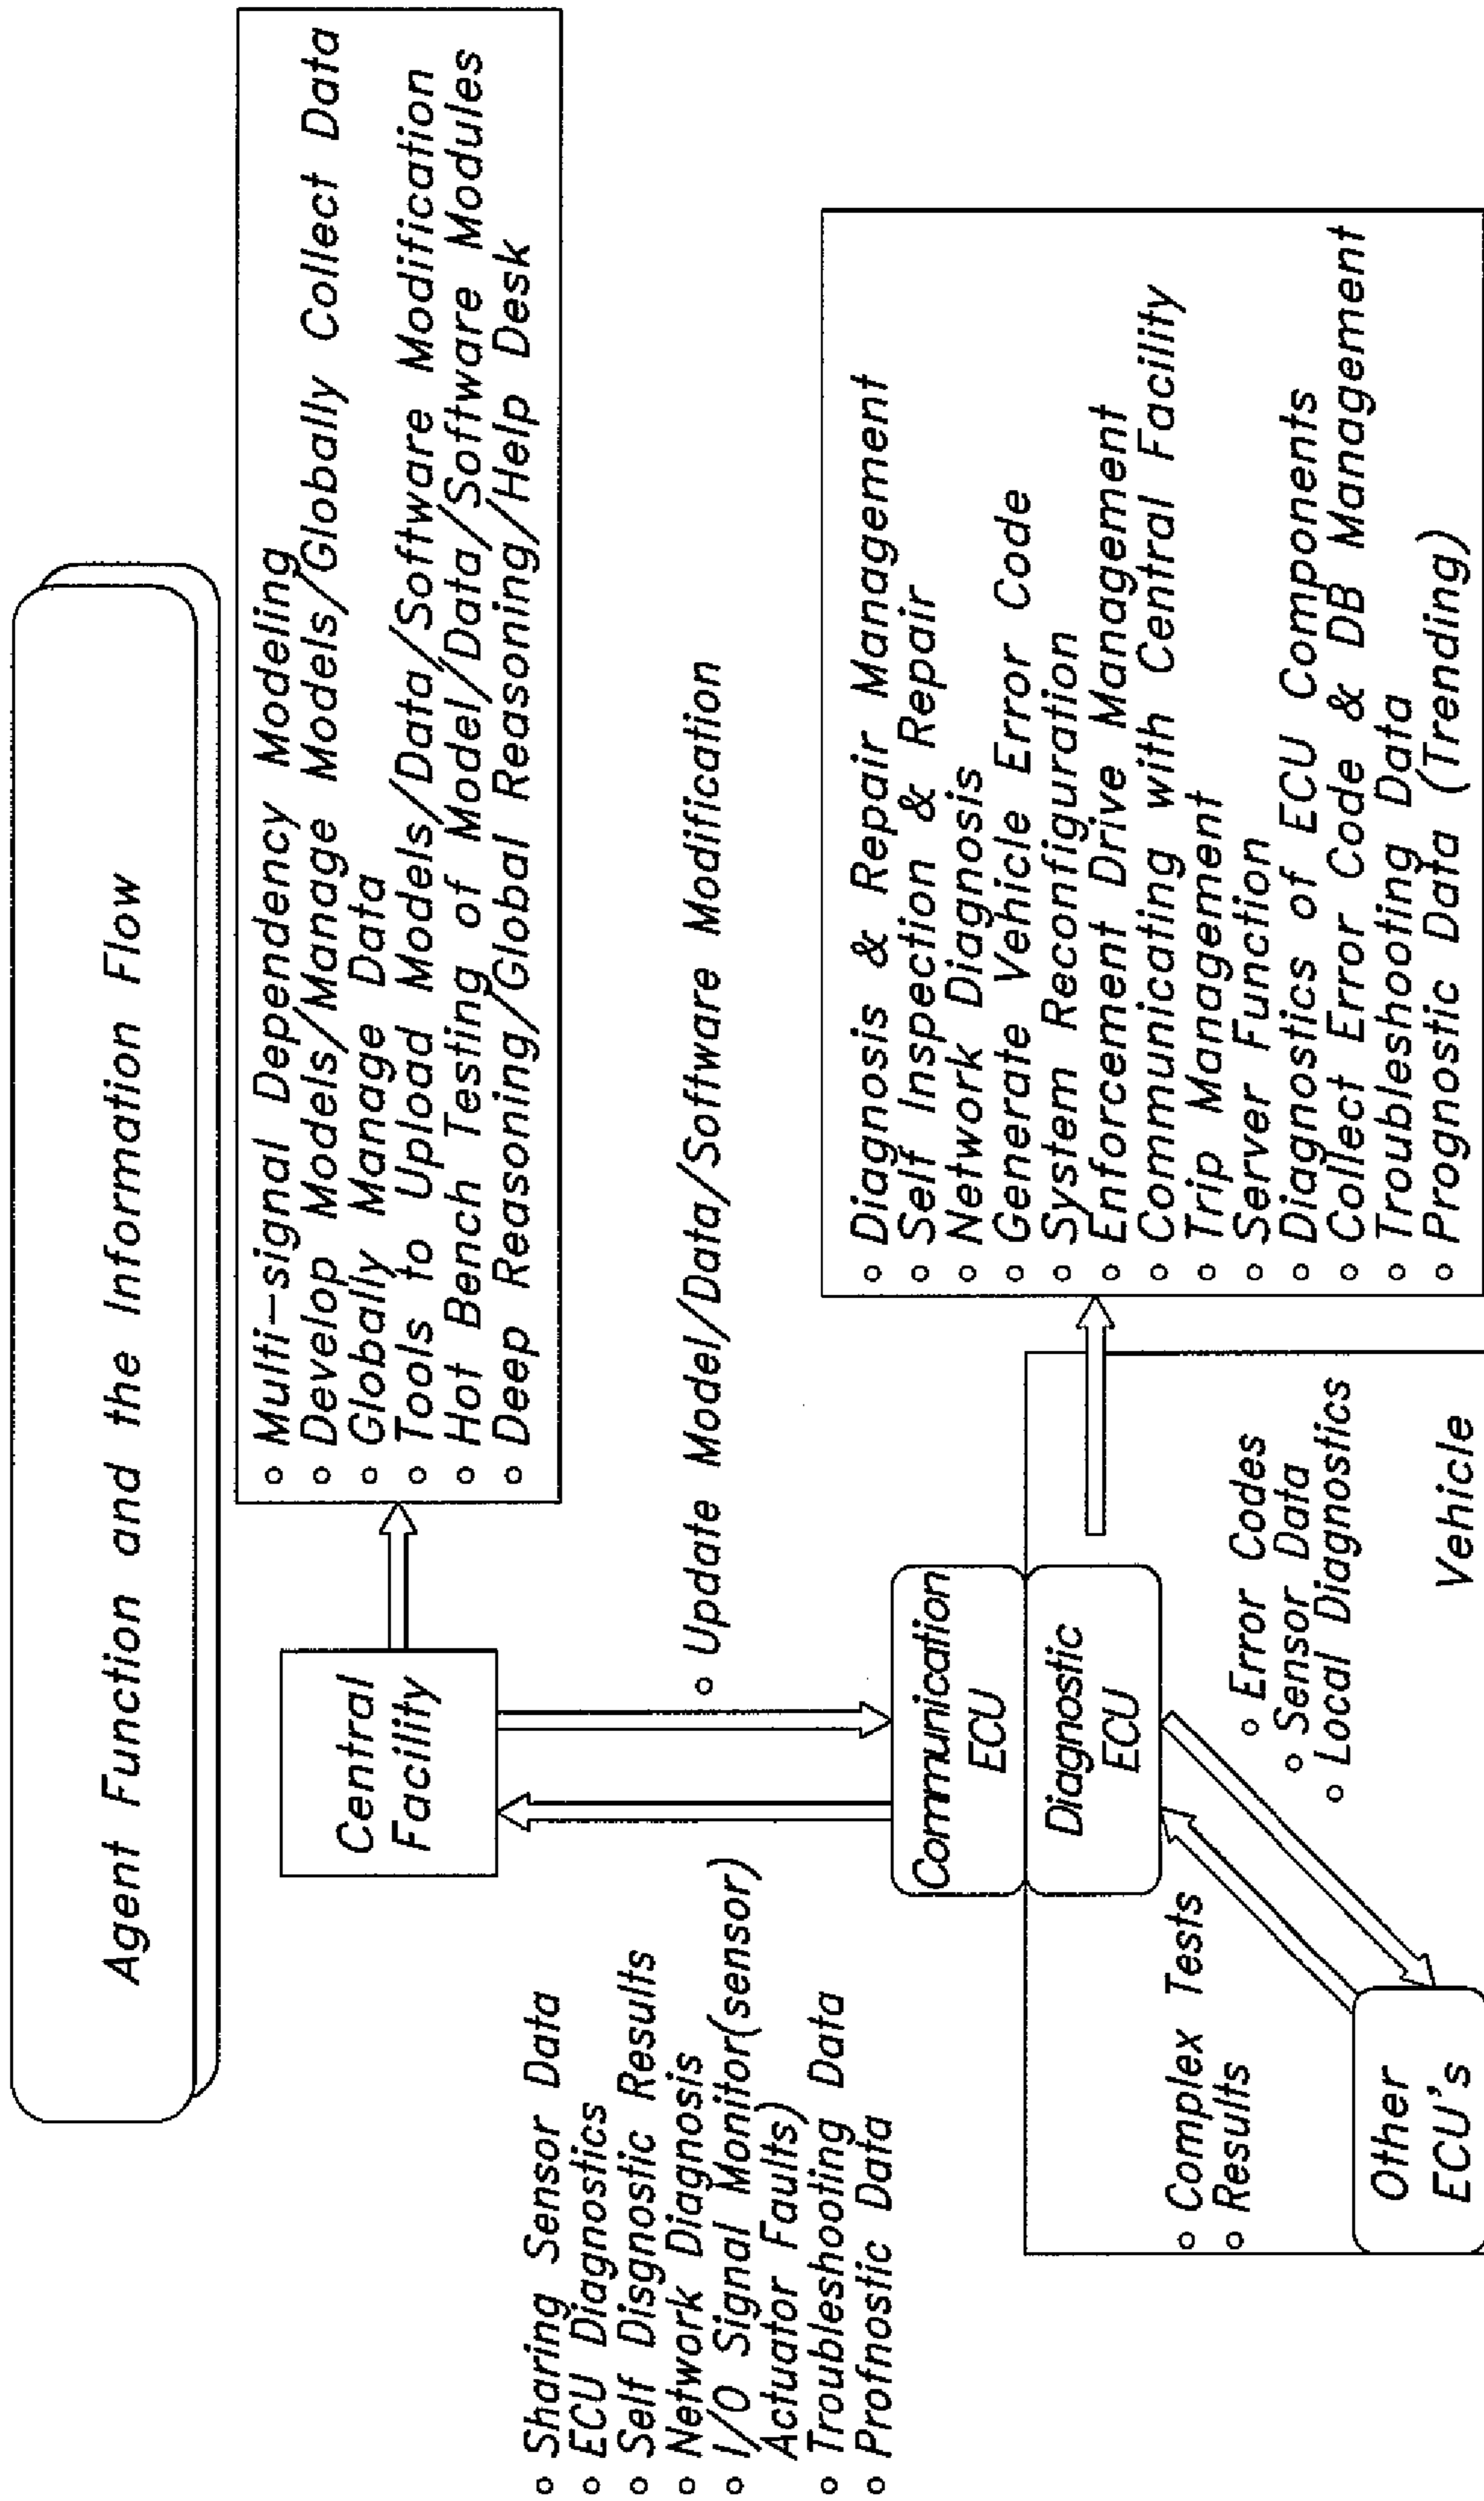 Agent Function and the Information Flow
Central
Facility
° Multi-signal Dependency Modeling
° Develop Models/Manage Models/Globally Collect Data
° Globally Manage Data
° Tools to Upload Models/Data/Software Modification
° Hot Bench Testing of Model/Data/Software Modules
° Deep Reasoning/Global Reasoning/Help Desk
° Sharing Sensor Data
° ECU Diagnostics
° Self Disgnostic Results
° Network Diagnosis
° I/O Signal Monitor(sensor)
Actuator Faults)
° Troubleshooting Data
° Profnostic Data
° Update Model/Data/Software Modification
Communication
ECU
Diagnostic
ECU
° Diagnosis & Repair Management
° Self Inspection & Repair
° Network Diagnosis
° Generate Vehicle Error Code
° System Reconfiguration
° Enforcement Drive Management
° Communicating with Central Facility
° Trip Management
° Server Function
° Diagnostics of ECU Components
° Collect Error Code & DB Management
° Troubleshooting Data
° Prognostic Data (Trending)
° Complex Tests
° Results
° Error Codes
° Sensor Data
° Local Diagnostics
Other
ECU's
Vehicle